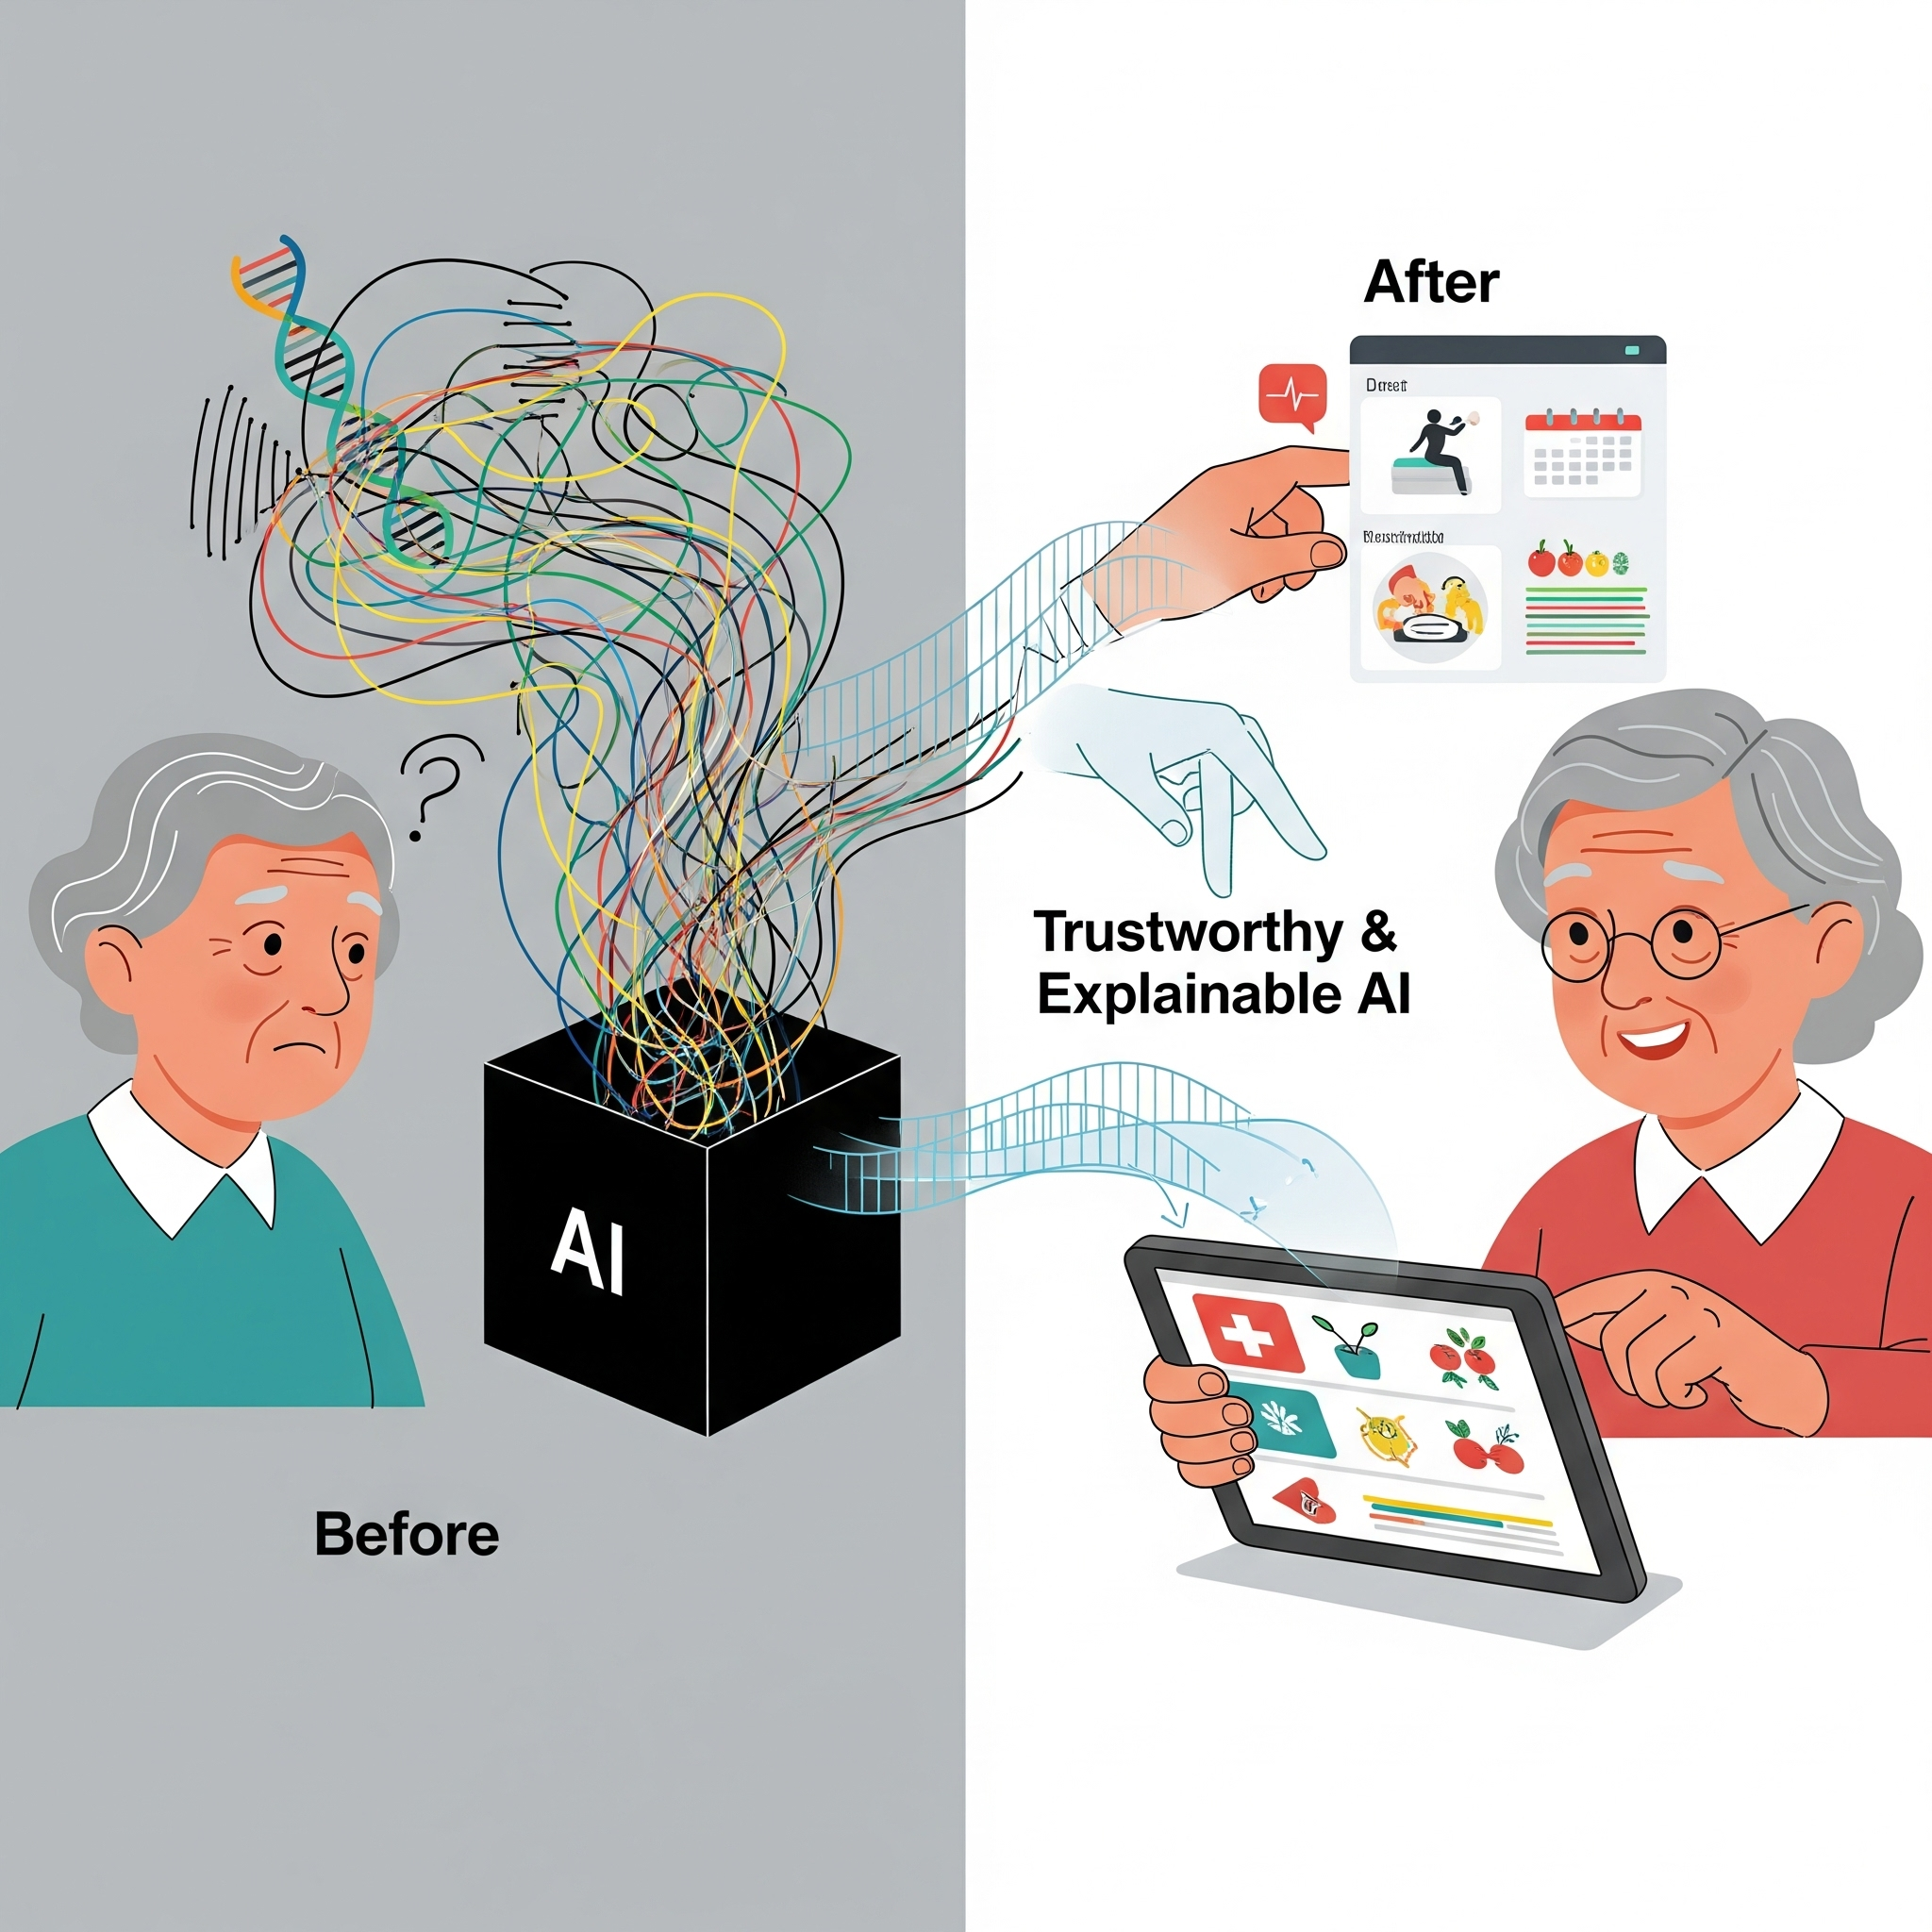 After
Trustworthy &
Explainable AI
?
AI
Before